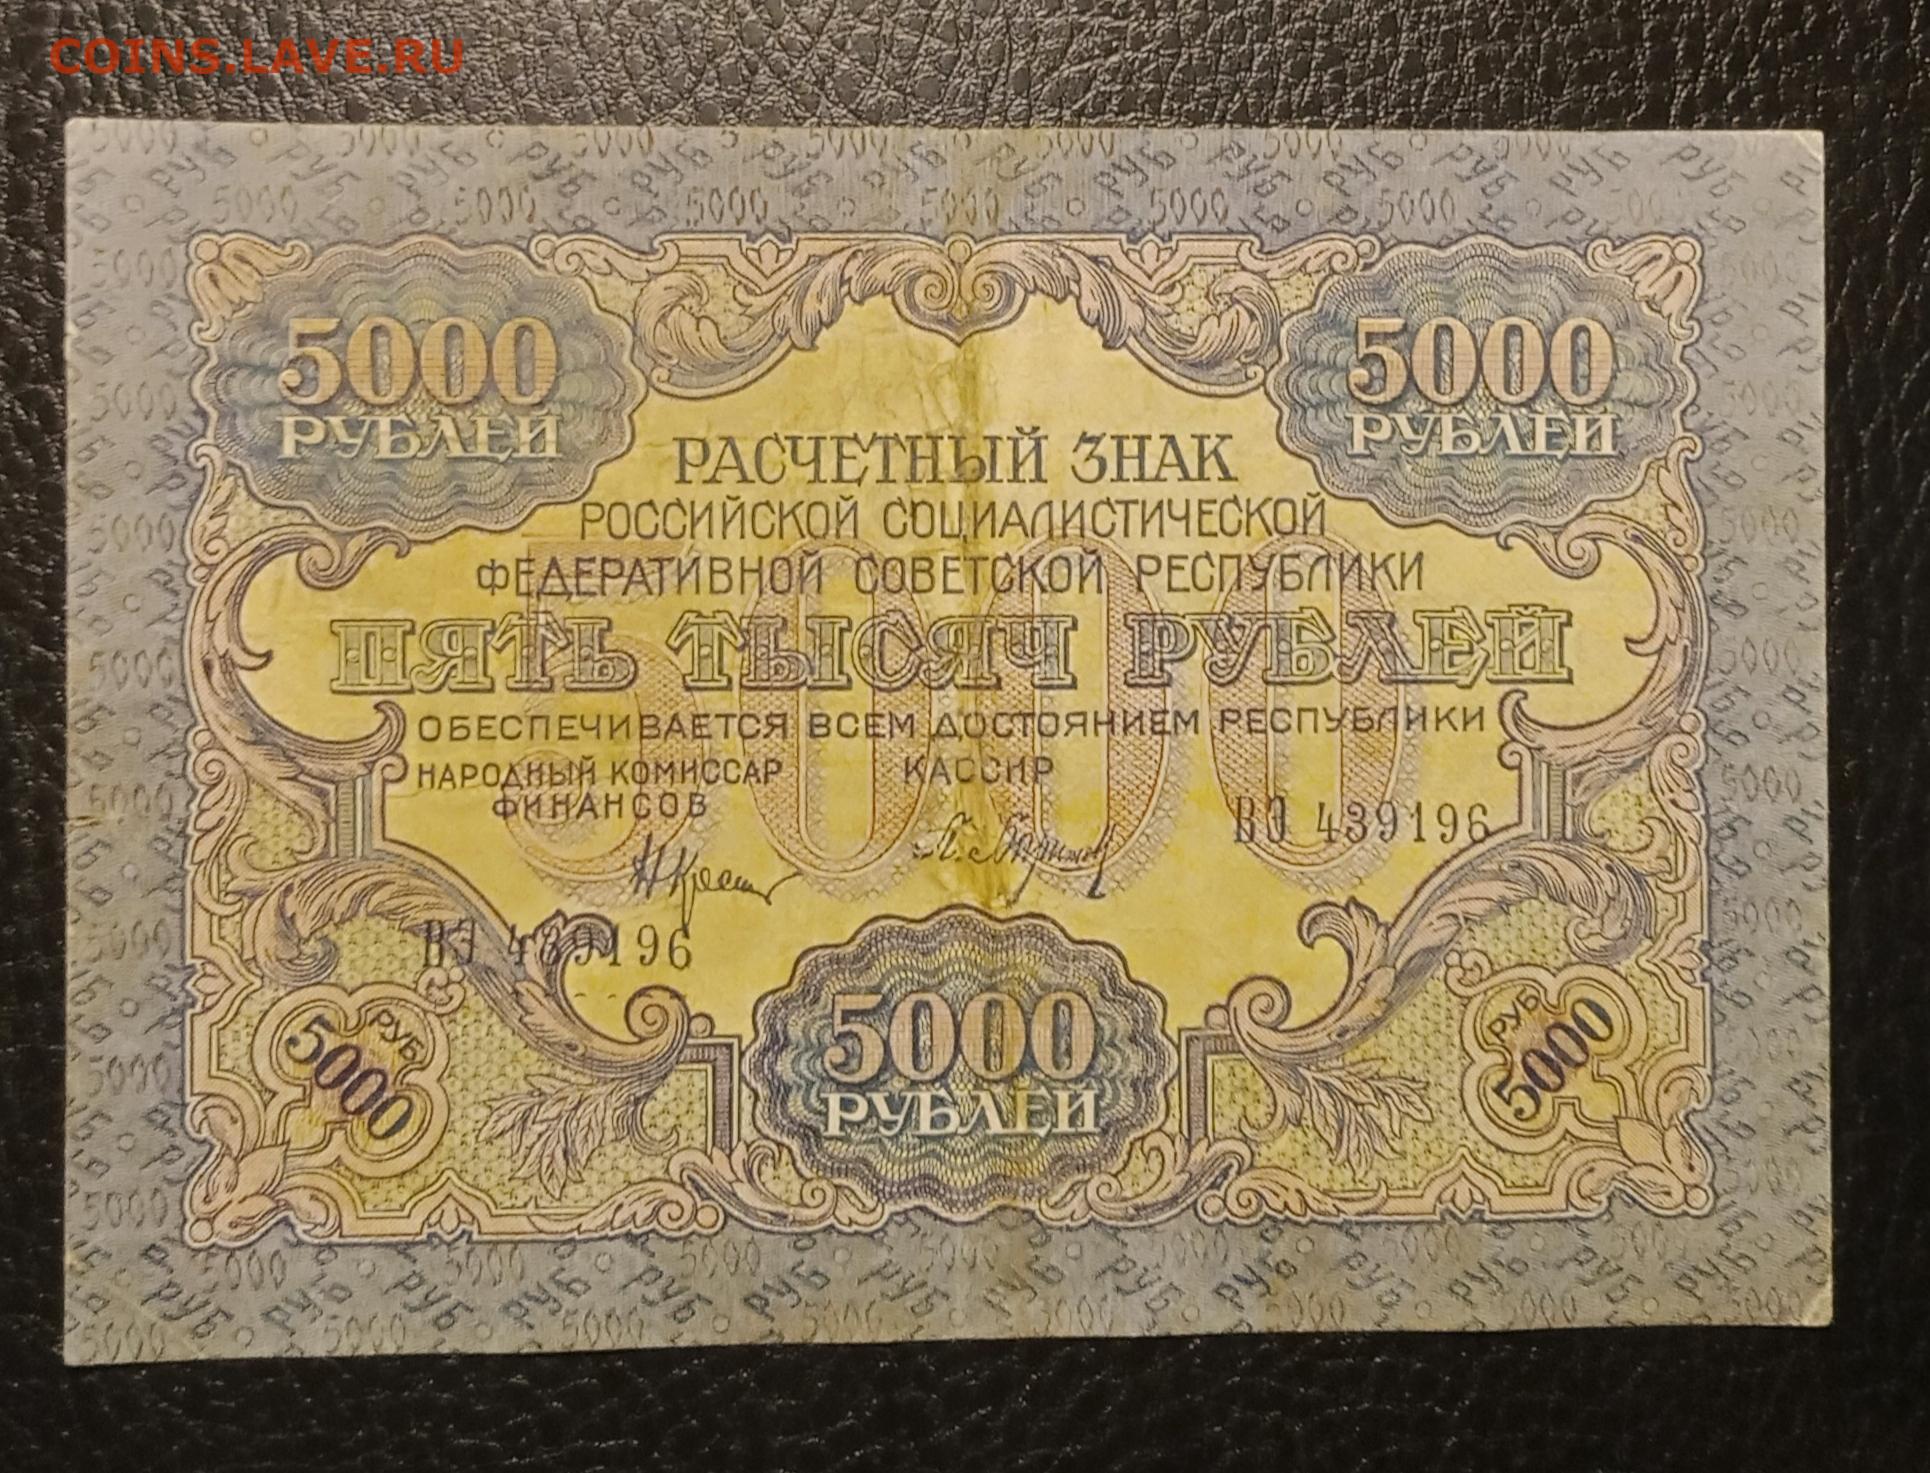 COINS.LAVE.RU
5000
РУБЛЕЙ
5000
РУБЛЕЙ
РАСЧЕТНЫЙ ЗНАК
РОССИЙСКОЙ СОЦИАЛИСТИЧЕСКОЙ
ФЕДЕРАТИВНОЙ СОВЕТСКОЙ РЕСПУБЛИКИ
5000
ПЯТЬ ТЫСЯЧ РУБЛЕЙ
ОБЕСПЕЧИВАЕТСЯ ВСЕМ ДОСТОЯНИЕМ РЕСПУБЛИКИ
НАРОДНЫЙ КОМИССАР
ФИНАНСОВ
КАССИР
ВЭ 439196
ВЭ 439196
РУБ
5000
5000
РУБЛЕЙ
РУБ
5000